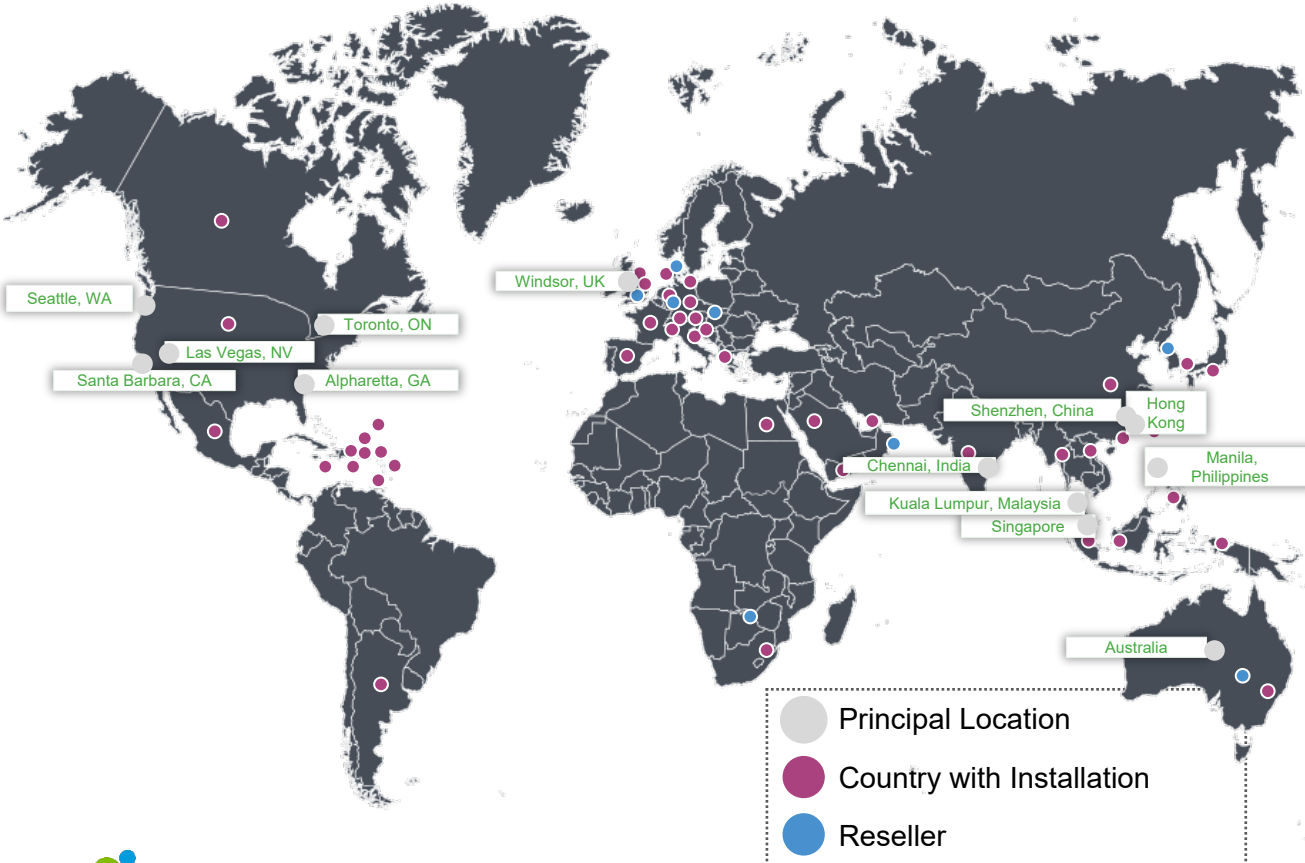 Windsor, UK
Seattle, WA
Toronto, ON
Las Vegas, NV
Santa Barbara, CA
Alpharetta, GA
Shenzhen, China
Hong
Kong
Chennai, India
Manila,
Philippines
Kuala Lumpur, Malaysia
Singapore
Australia
Principal Location
Country with Installation
Reseller